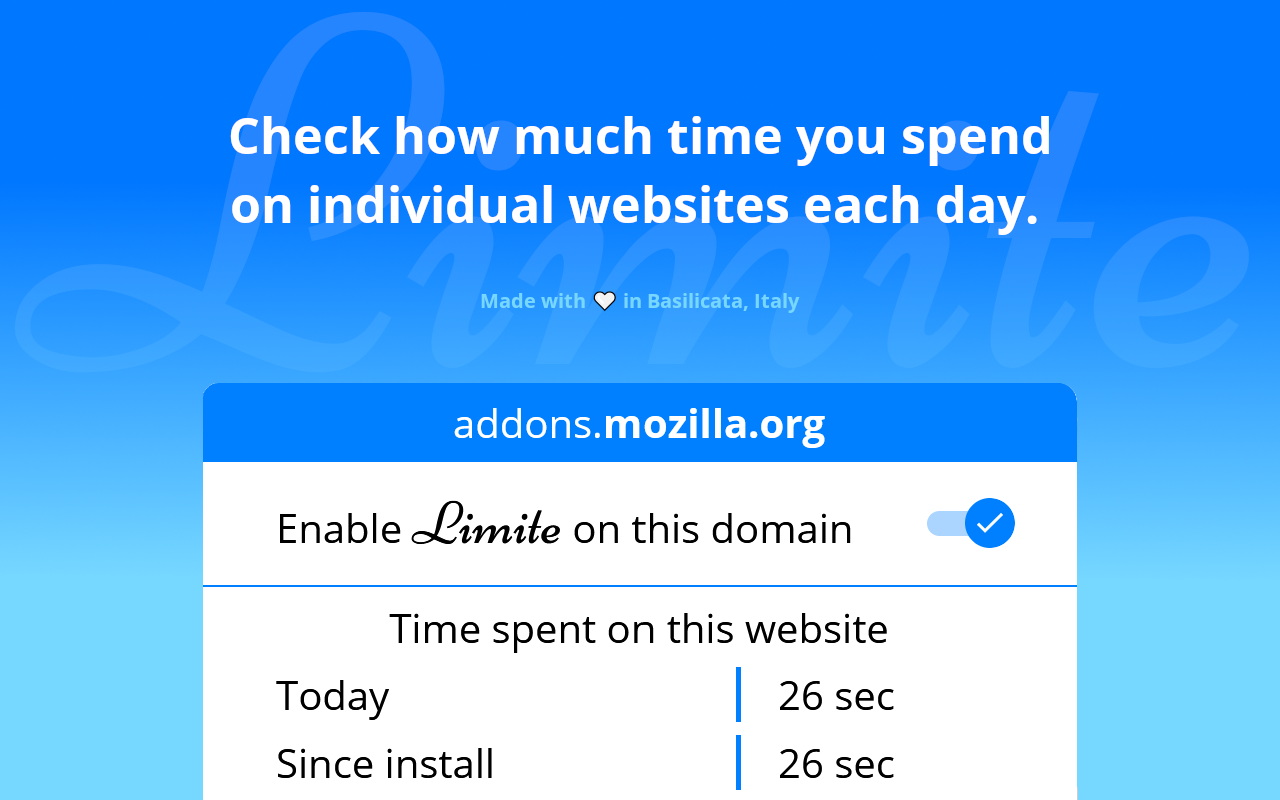 Limite
Check how much time you spend
on individual websites each day.
Made with 🤍 in Basilicata, Italy
addons.mozilla.org
Enable Limite on this domain
Time spent on this website
Today 26 sec
Since install 26 sec